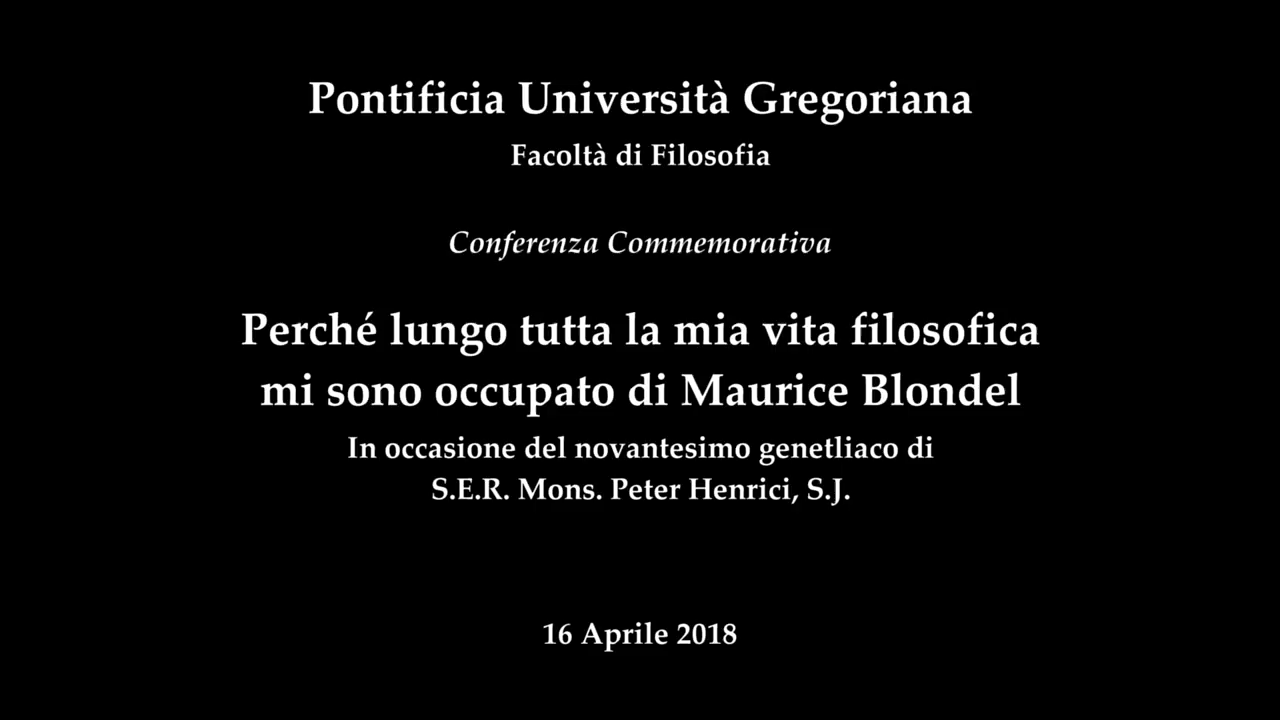 Pontificia Università Gregoriana
Facoltà di Filosofia
Conferenza Commemorativa
Perché lungo tutta la mia vita filosofica
mi sono occupato di Maurice Blondel
In occasione del novantesimo genetliaco di
S.E.R. Mons. Peter Henrici, S.J.
16 Aprile 2018